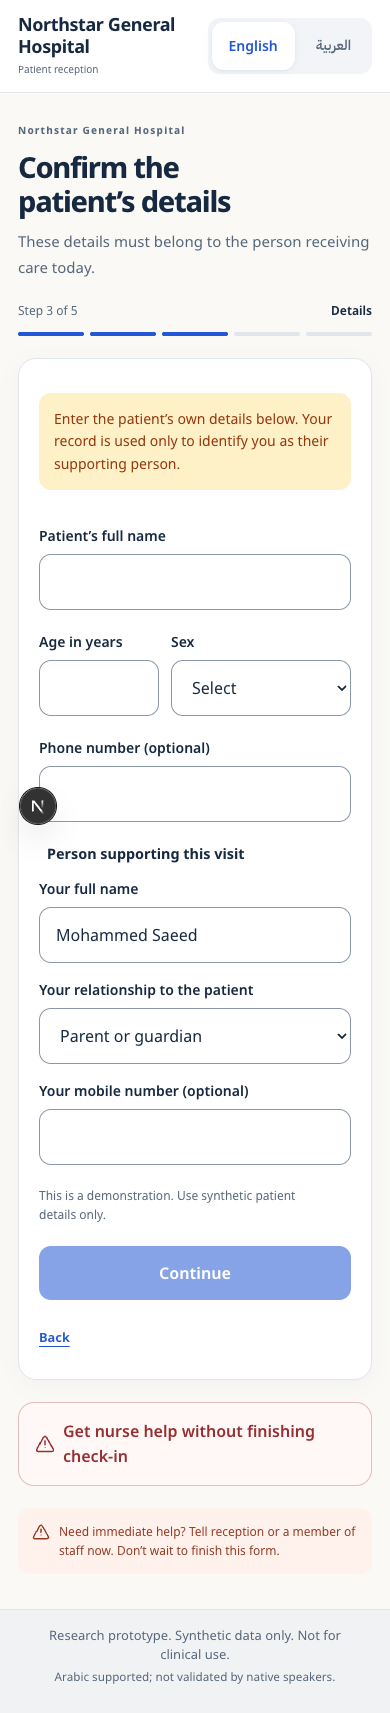 Northstar General
Hospital
Patient reception
English
العربية
Northstar General Hospital
Confirm the
patient’s details
These details must belong to the person receiving
care today.
Step 3 of 5
Details
Enter the patient’s own details below. Your
record is used only to identify you as their
supporting person.
Patient’s full name
Age in years
Sex
Select
Phone number (optional)
N
Person supporting this visit
Your full name
Mohammed Saeed
Your relationship to the patient
Parent or guardian
Your mobile number (optional)
This is a demonstration. Use synthetic patient
details only.
Continue
Back
Get nurse help without finishing
check-in
Need immediate help? Tell reception or a member of
staff now. Don’t wait to finish this form.
Research prototype. Synthetic data only. Not for
clinical use.
Arabic supported; not validated by native speakers.